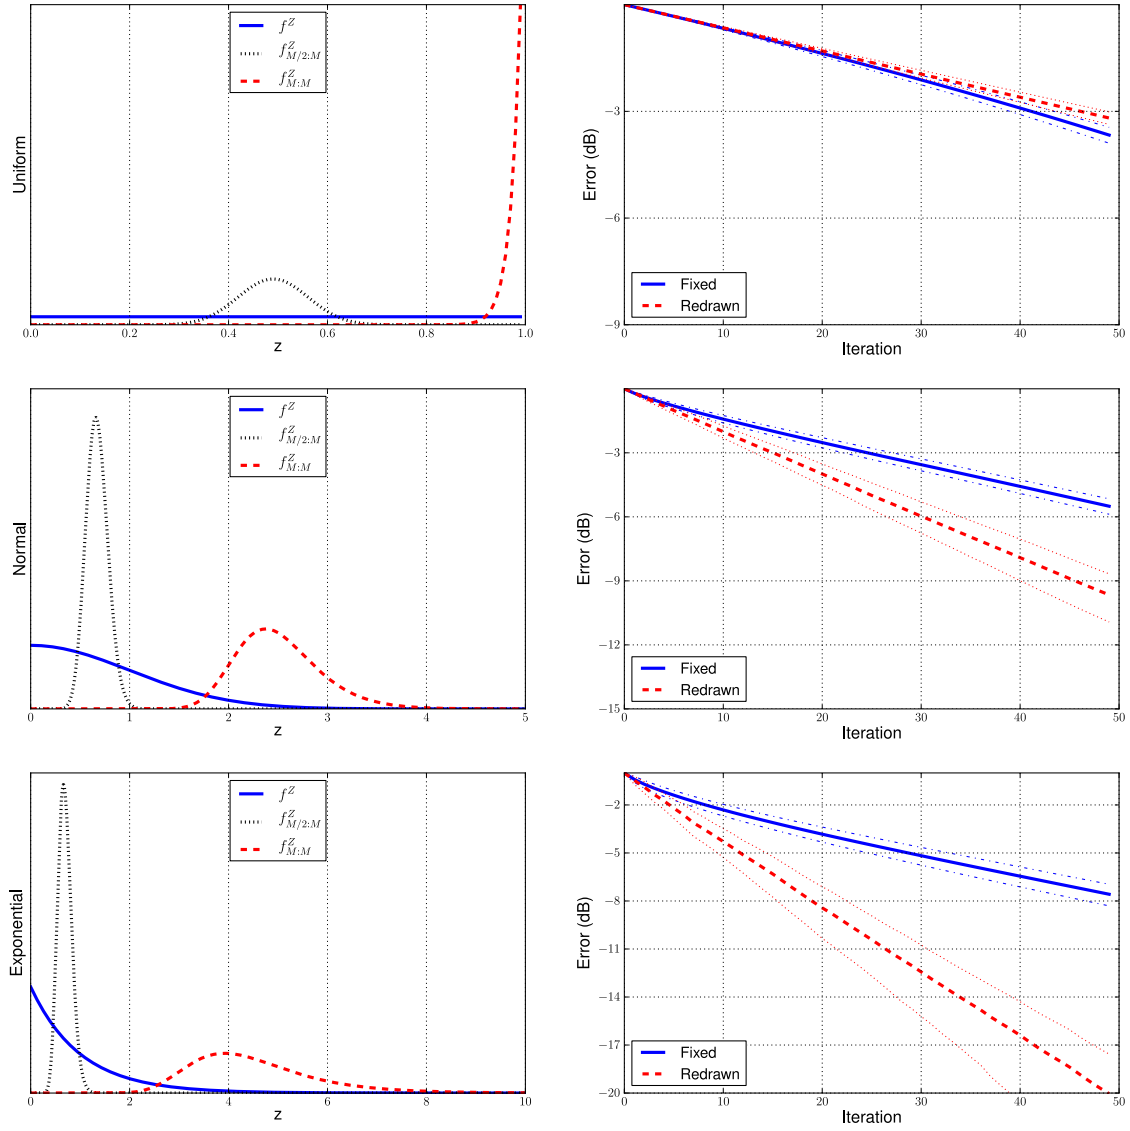 f^Z
f^Z_{M/2:M}
f^Z_{M:M}
Uniform
0.0 0.2 0.4 0.6 0.8 1.0
z
−3
−6
−9
Error (dB)
Fixed
Redrawn
0 10 20 30 40 50
Iteration
f^Z
f^Z_{M/2:M}
f^Z_{M:M}
Normal
0 1 2 3 4 5
z
−3
−6
−9
−12
−15
Error (dB)
Fixed
Redrawn
0 10 20 30 40 50
Iteration
f^Z
f^Z_{M/2:M}
f^Z_{M:M}
Exponential
0 2 4 6 8 10
z
−2
−5
−8
−11
−14
−17
−20
Error (dB)
Fixed
Redrawn
0 10 20 30 40 50
Iteration